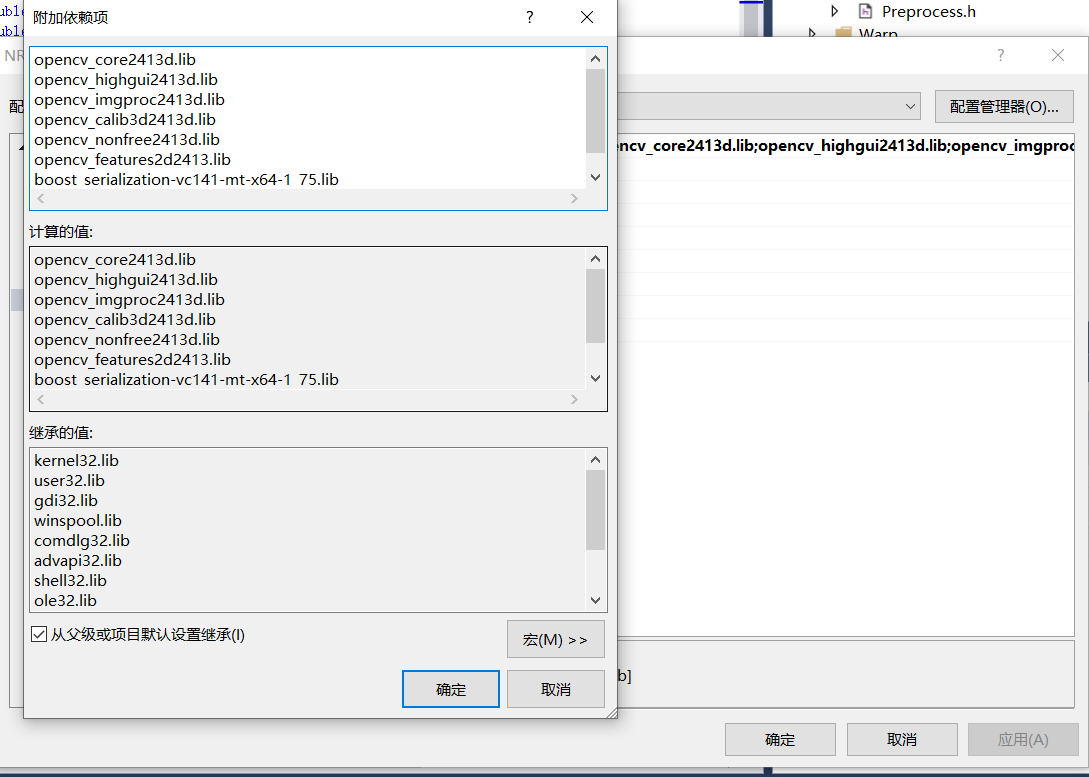 附加依赖项
Preprocess.h
Warp
NR
opencv_core2413d.lib
opencv_highgui2413d.lib
opencv_imgproc2413d.lib
opencv_calib3d2413d.lib
opencv_nonfree2413d.lib
opencv_features2d2413.lib
boost_serialization-vc141-mt-x64-1_75.lib
配
配置管理器(O)...
encv_core2413d.lib;opencv_highgui2413d.lib;opencv_imgproc
计算的值:
opencv_core2413d.lib
opencv_highgui2413d.lib
opencv_imgproc2413d.lib
opencv_calib3d2413d.lib
opencv_nonfree2413d.lib
opencv_features2d2413.lib
boost_serialization-vc141-mt-x64-1_75.lib
继承的值:
kernel32.lib
user32.lib
gdi32.lib
winspool.lib
comdlg32.lib
advapi32.lib
shell32.lib
ole32.lib
从父级或项目默认设置继承(I)
宏(M) >>
b]
确定
取消
确定
取消
应用(A)